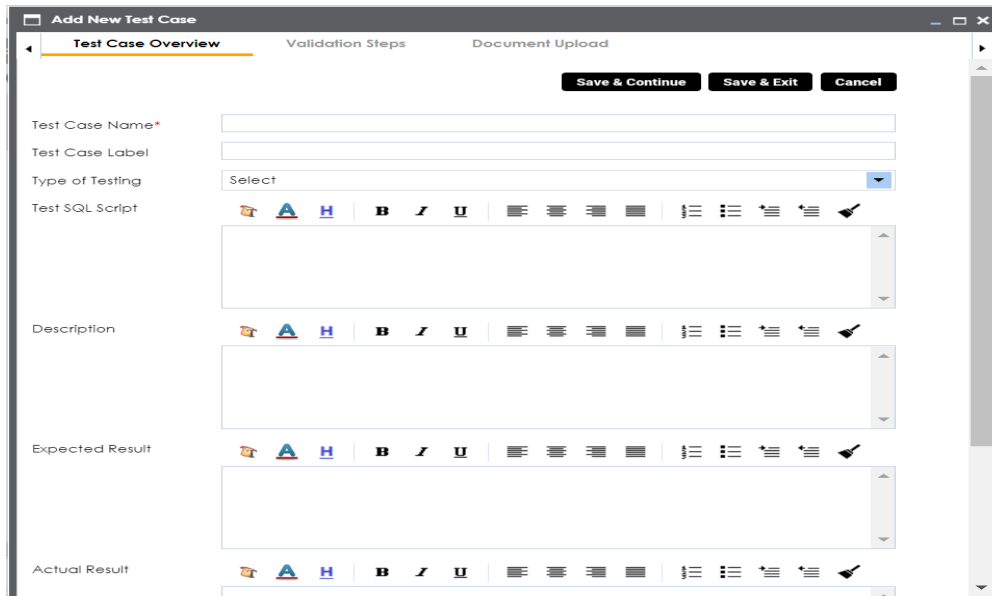 Add New Test Case
Test Case Overview Validation Steps Document Upload
Save & Continue Save & Exit Cancel
Test Case Name*
Test Case Label
Type of Testing Select
Test SQL Script A H B I U
Description A H B I U
Expected Result A H B I U
Actual Result A H B I U